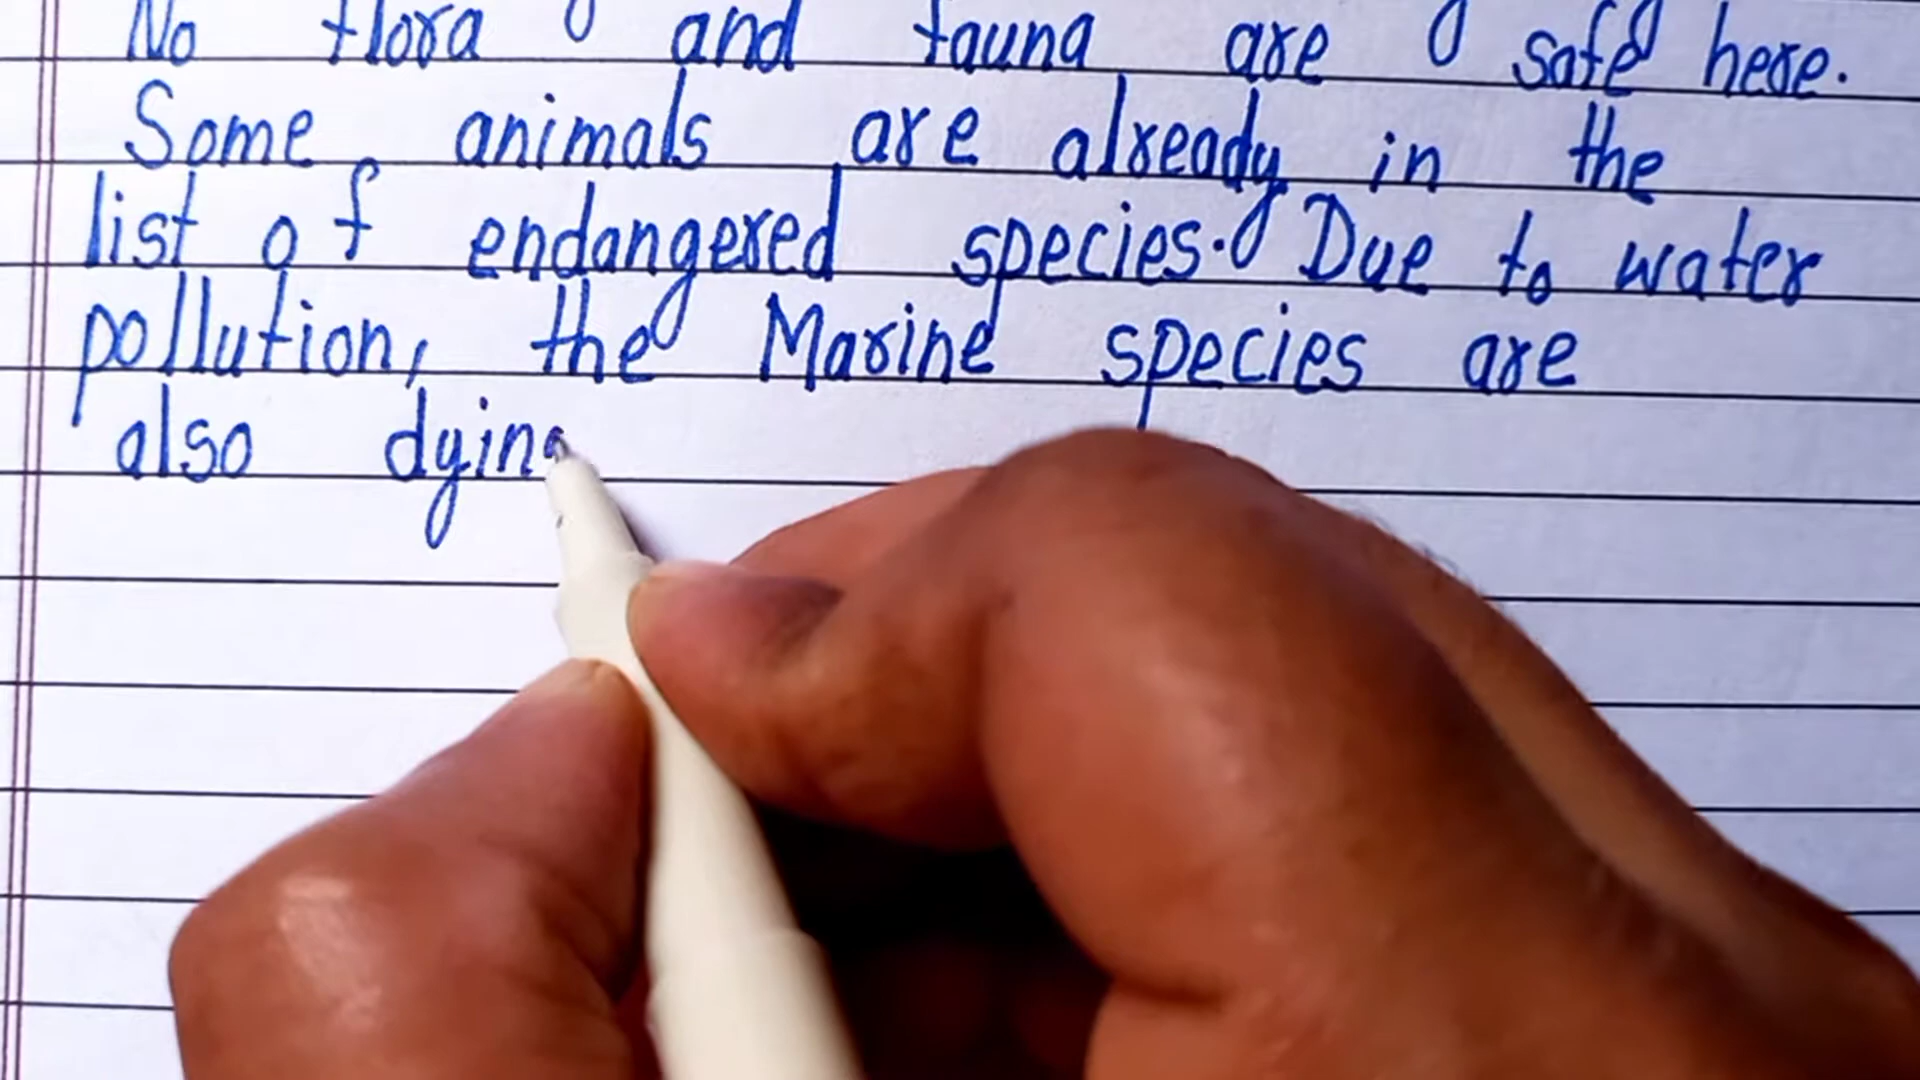 No flora and fauna are safe here.
Some animals are already in the
list of endangered species. Due to water
pollution, the Marine species are
also dying